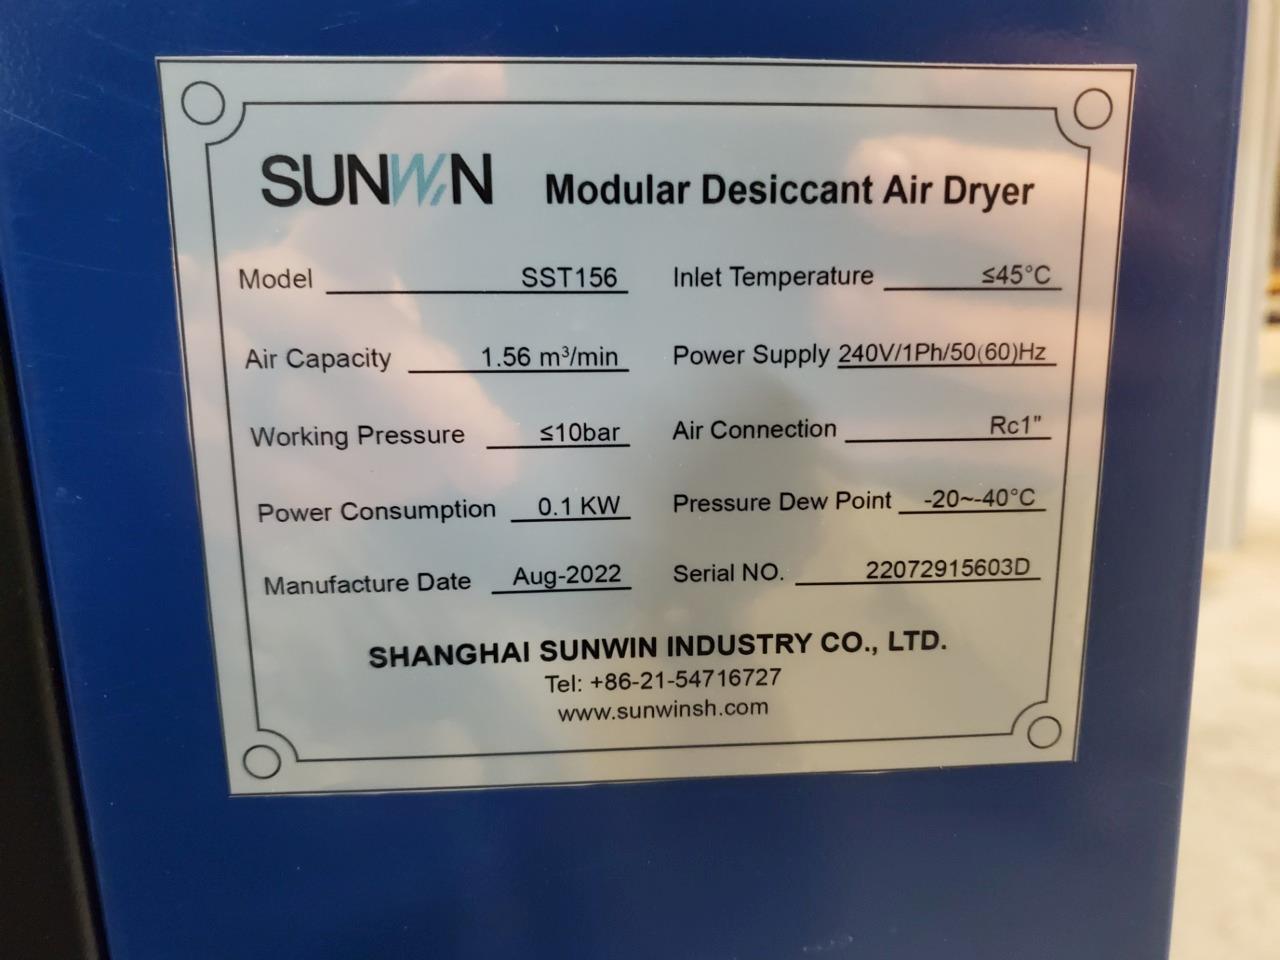 SUNWIN Modular Desiccant Air Dryer
Model SST156 Inlet Temperature ≤45°C
Air Capacity 1.56 m³/min Power Supply 240V/1Ph/50(60)Hz
Working Pressure ≤10bar Air Connection Rc1"
Power Consumption 0.1 KW Pressure Dew Point -20~-40°C
Manufacture Date Aug-2022 Serial NO. 22072915603D
SHANGHAI SUNWIN INDUSTRY CO., LTD.
Tel: +86-21-54716727
www.sunwinsh.com